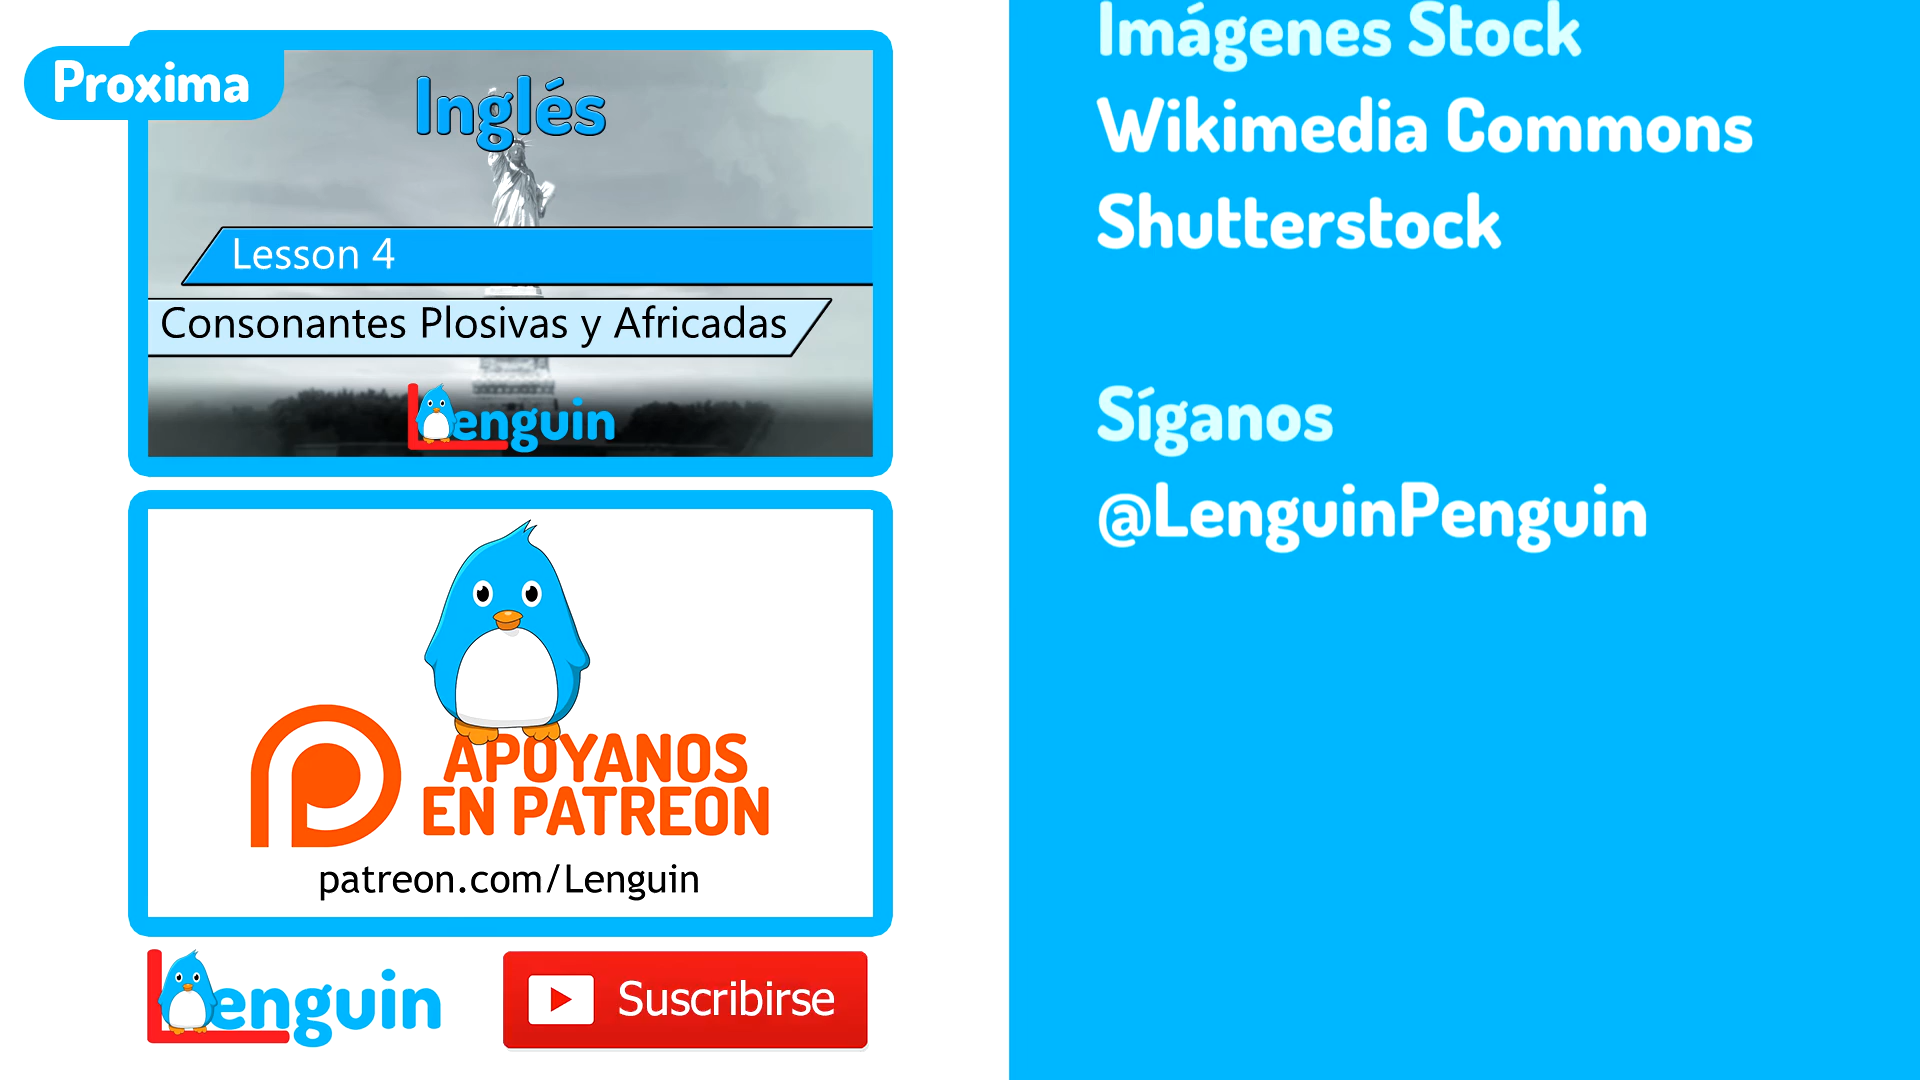 Proxima
Inglés
Lesson 4
Consonantes Plosivas y Africadas
Lenguin
APOYANOS
EN PATREON
patreon.com/Lenguin
Lenguin
Suscribirse
Imágenes Stock
Wikimedia Commons
Shutterstock
Síganos
@LenguinPenguin